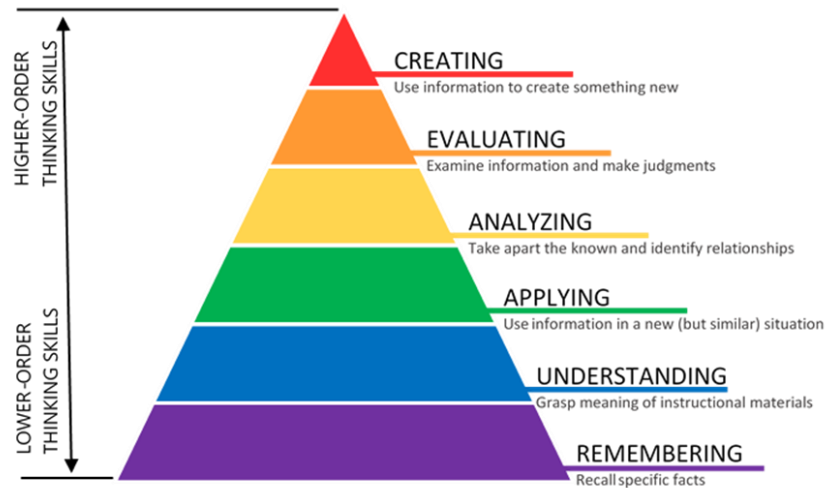 HIGHER-ORDER
THINKING SKILLS
CREATING
Use information to create something new
EVALUATING
Examine information and make judgments
ANALYZING
Take apart the known and identify relationships
APPLYING
Use information in a new (but similar) situation
LOWER-ORDER
THINKING SKILLS
UNDERSTANDING
Grasp meaning of instructional materials
REMEMBERING
Recall specific facts